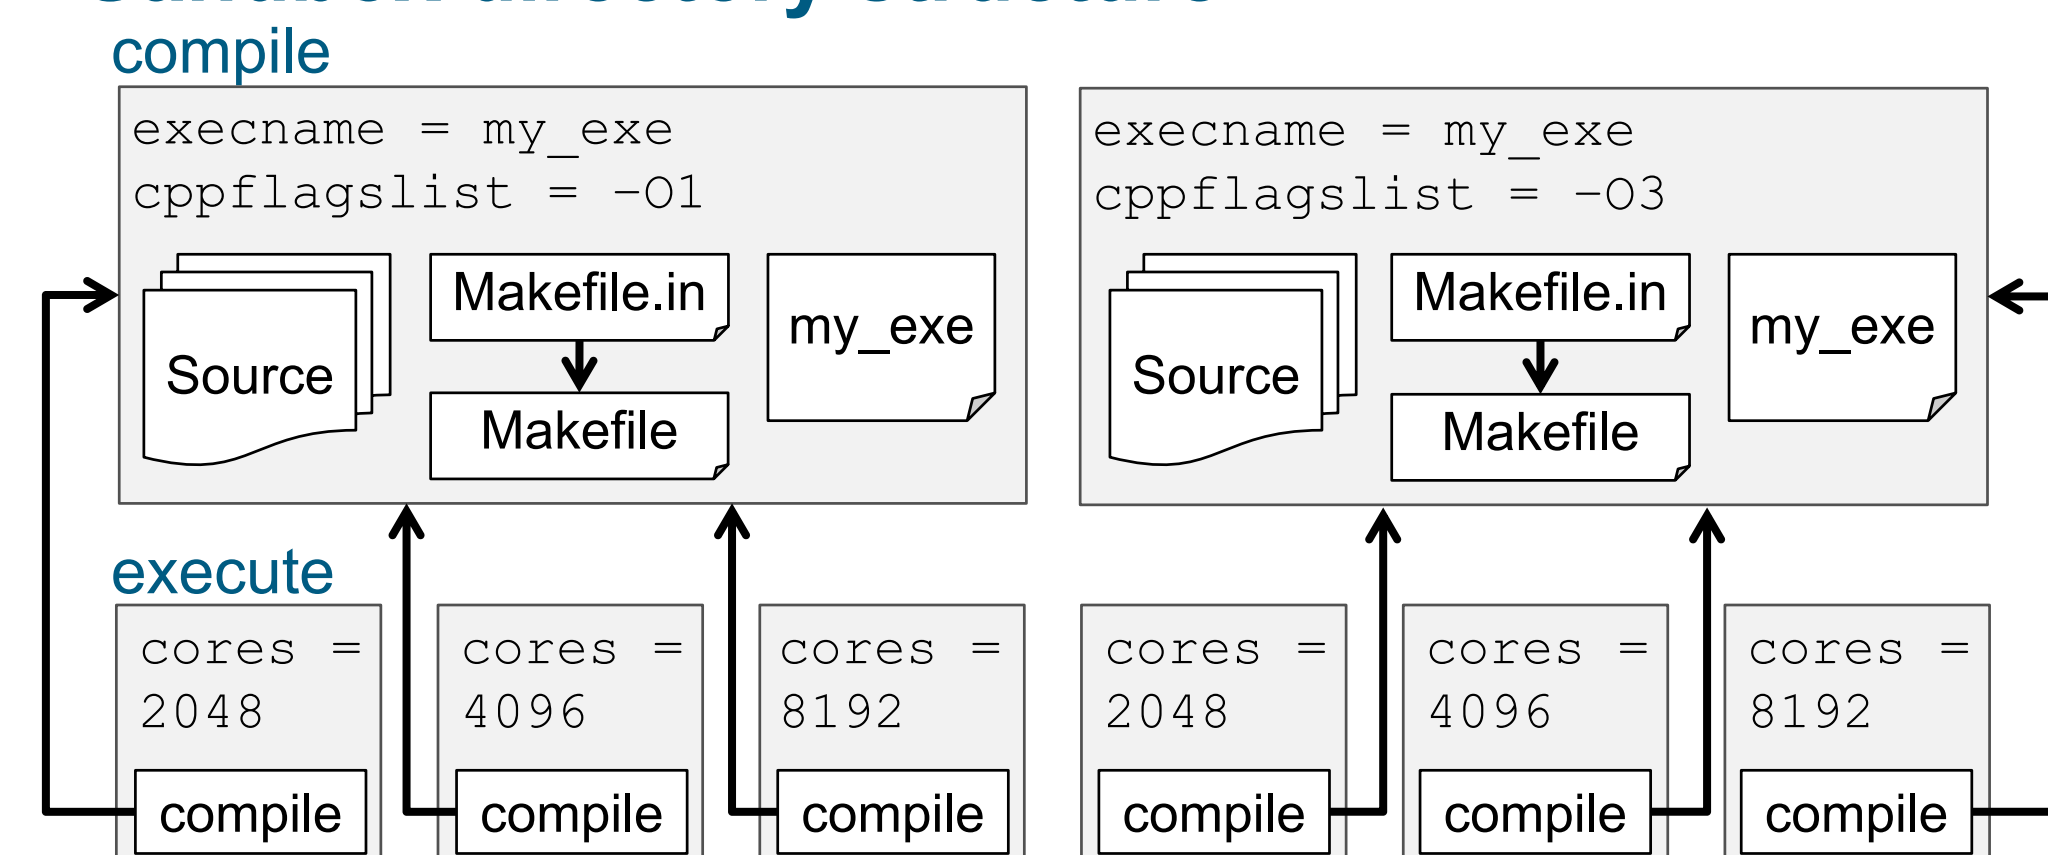 directory structure
compile
execname = my_exe
cppflagslist = -O1
Source
Makefile.in
Makefile
my_exe
execname = my_exe
cppflagslist = -O3
Source
Makefile.in
Makefile
my_exe
execute
cores =
2048
compile
cores =
4096
compile
cores =
8192
compile
cores =
2048
compile
cores =
4096
compile
cores =
8192
compile